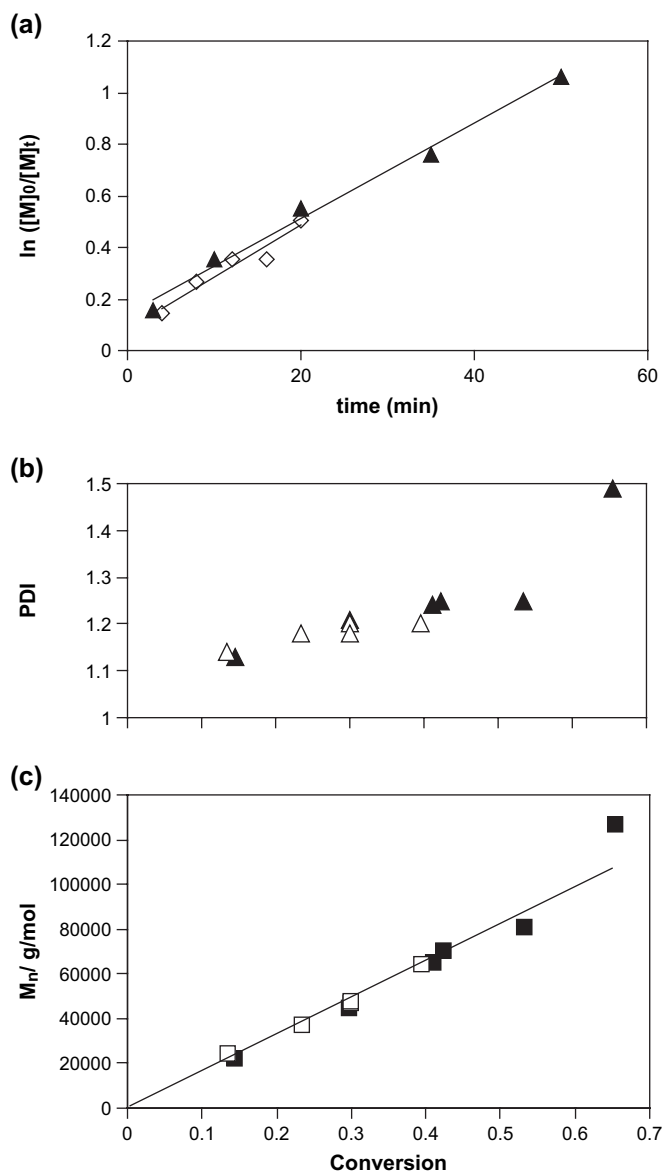 (a)
1.2
1
0.8
0.6
0.4
0.2
0
ln ([M]0/[M]t)
0 20 40 60
time (min)
(b)
1.5
1.4
1.3
1.2
1.1
1
PDI
(c)
140000
120000
100000
80000
60000
40000
20000
0
Mn/ g/mol
0 0.1 0.2 0.3 0.4 0.5 0.6 0.7
Conversion